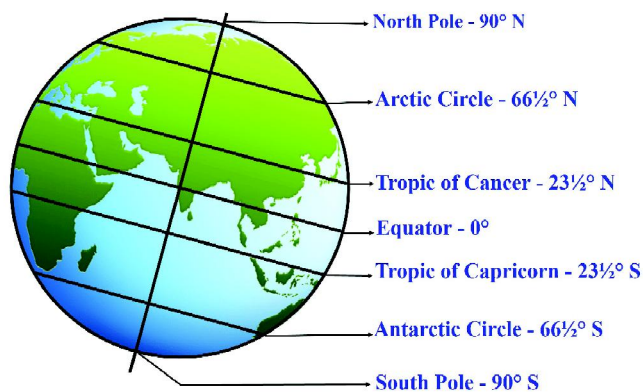 North Pole - 90° N
Arctic Circle - 66½° N
Tropic of Cancer - 23½° N
Equator - 0°
Tropic of Capricorn - 23½° S
Antarctic Circle - 66½° S
South Pole - 90° S